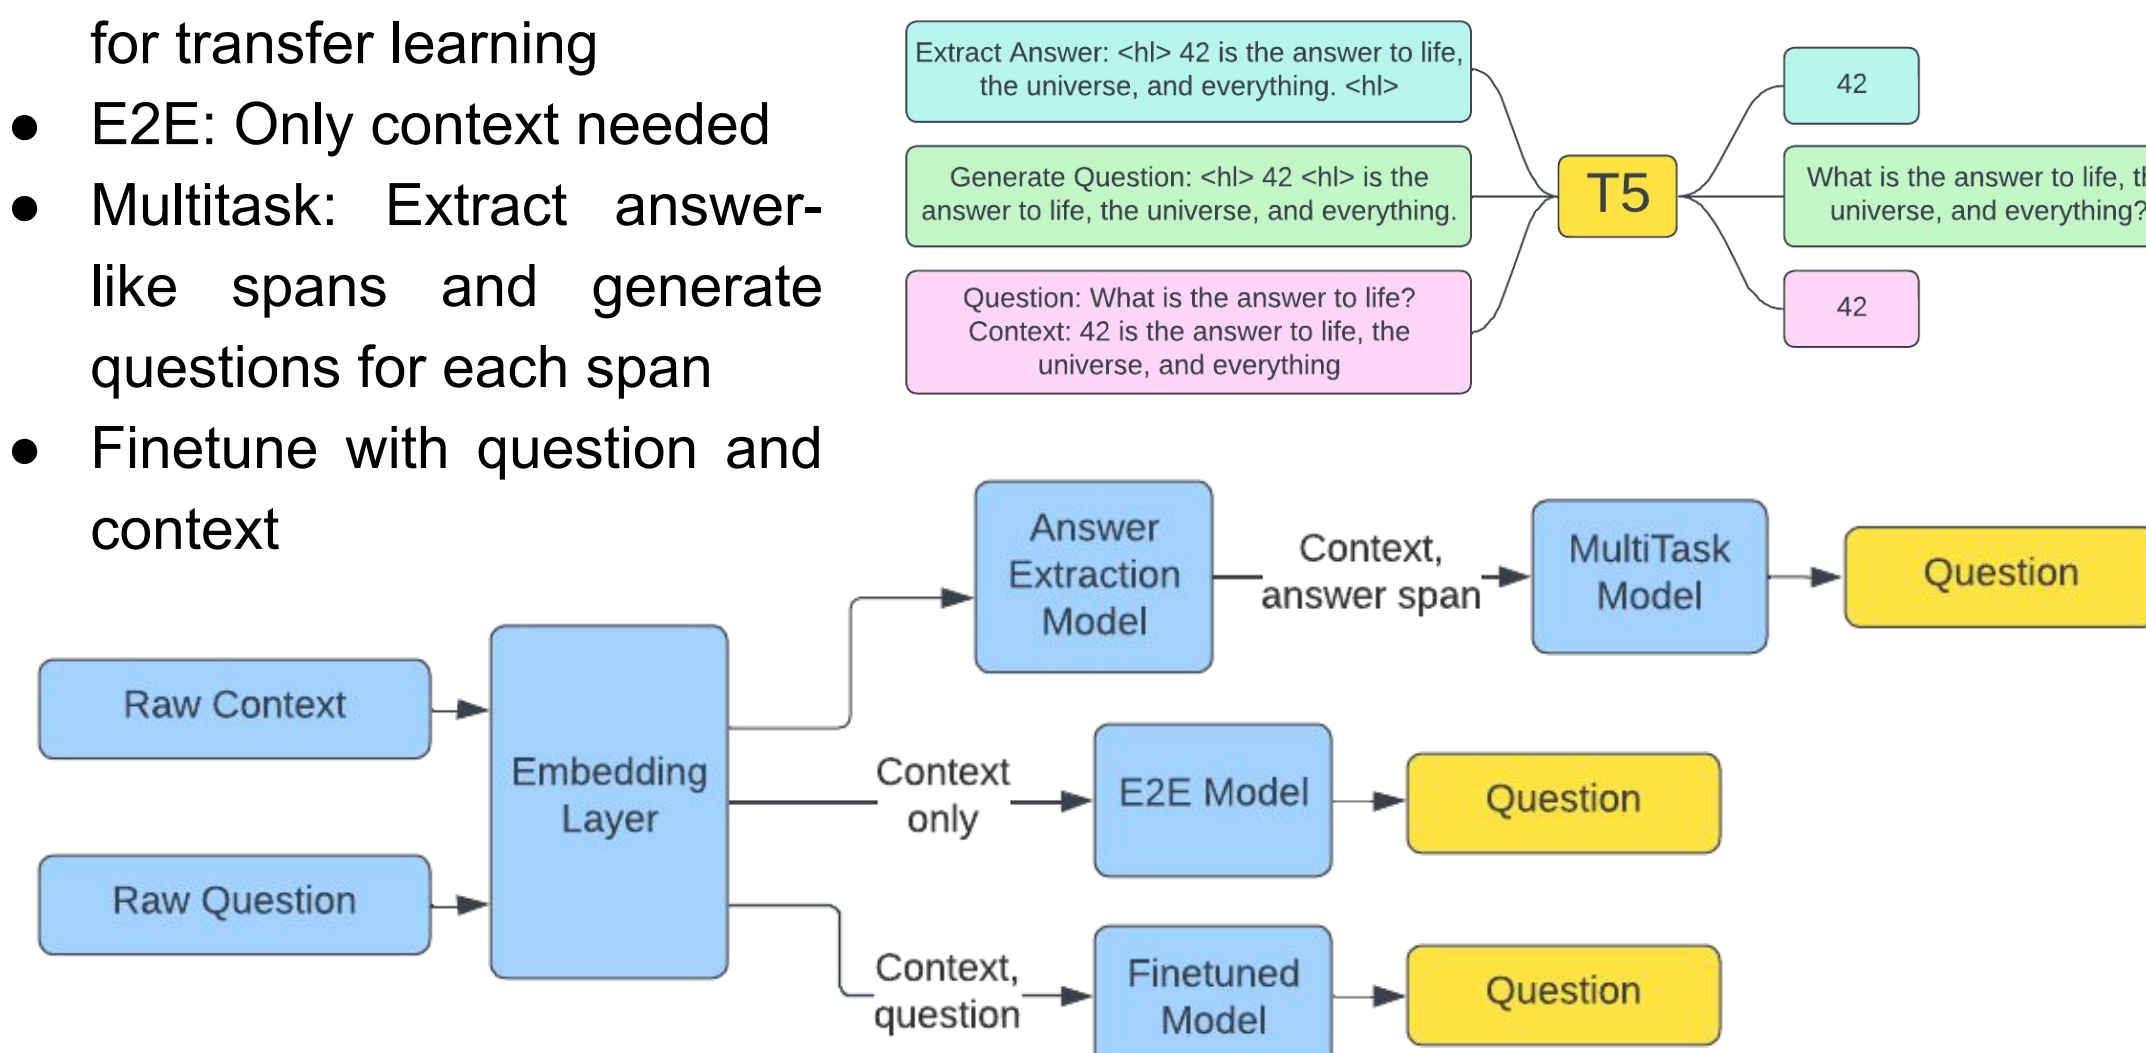 for transfer learning
● E2E: Only context needed
● Multitask: Extract answer-
like spans and generate
questions for each span
● Finetune with question and
context
Extract Answer: <hl> 42 is the answer to life,
the universe, and everything. <hl>
Generate Question: <hl> 42 <hl> is the
answer to life, the universe, and everything.
Question: What is the answer to life?
Context: 42 is the answer to life, the
universe, and everything
T5
42
What is the answer to life,
universe, and everything?
42
Raw Context
Raw Question
Embedding
Layer
Answer
Extraction
Model
Context,
answer span
MultiTask
Model
Question
Context
only
E2E Model
Question
Context,
question
Finetuned
Model
Question